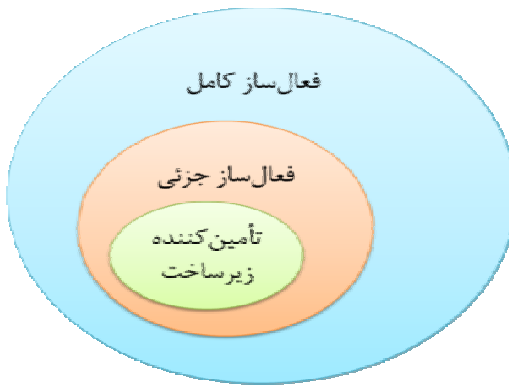 فعال‌ساز کامل
فعال‌ساز جزئی
تأمین‌کننده
زیرساخت